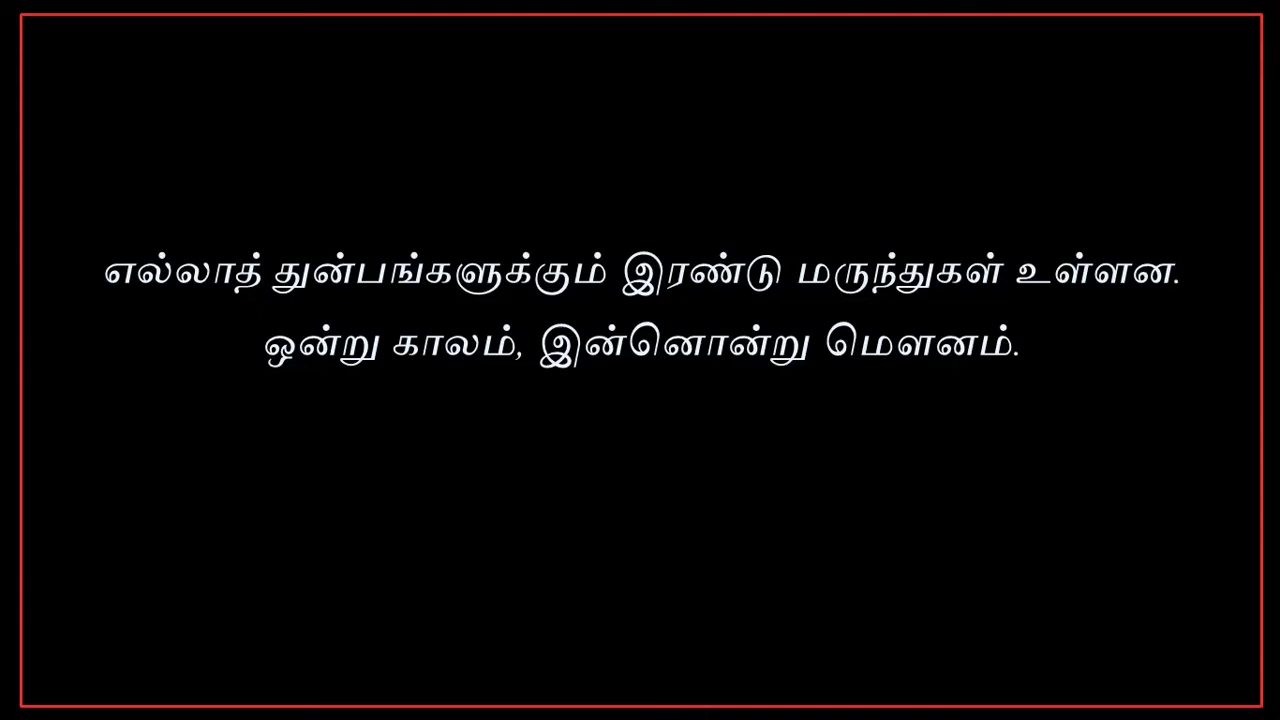 எல்லாத் துன்பங்களுக்கும் இரண்டு மருந்துகள் உள்ளன.
ஒன்று காலம், இன்னொன்று மௌனம்.